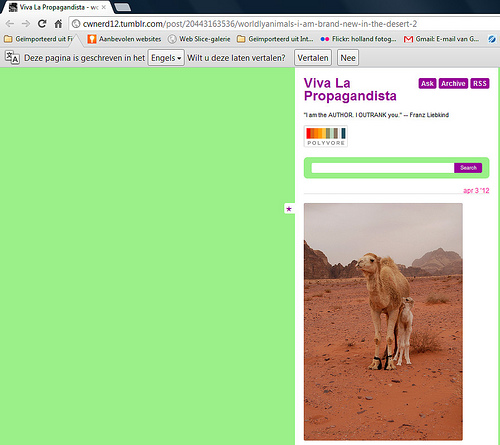 Viva La Propagandista - wo
cwnerd12.tumblr.com/post/20443163536/worldlyanimals-i-am-brand-new-in-the-desert-2
Geïmporteerd uit Fi
Aanbevolen websites
Web Slice-galerie
Geïmporteerd uit Int...
Flickr: holland fotog...
Gmail: E-mail van G...
Deze pagina is geschreven in het Engels Wilt u deze laten vertalen? Vertalen Nee
Viva La
Propagandista
Ask Archive RSS
"I am the AUTHOR. I OUTRANK you." -- Franz Liebkind
POLYVORE
Search
apr 3 '12